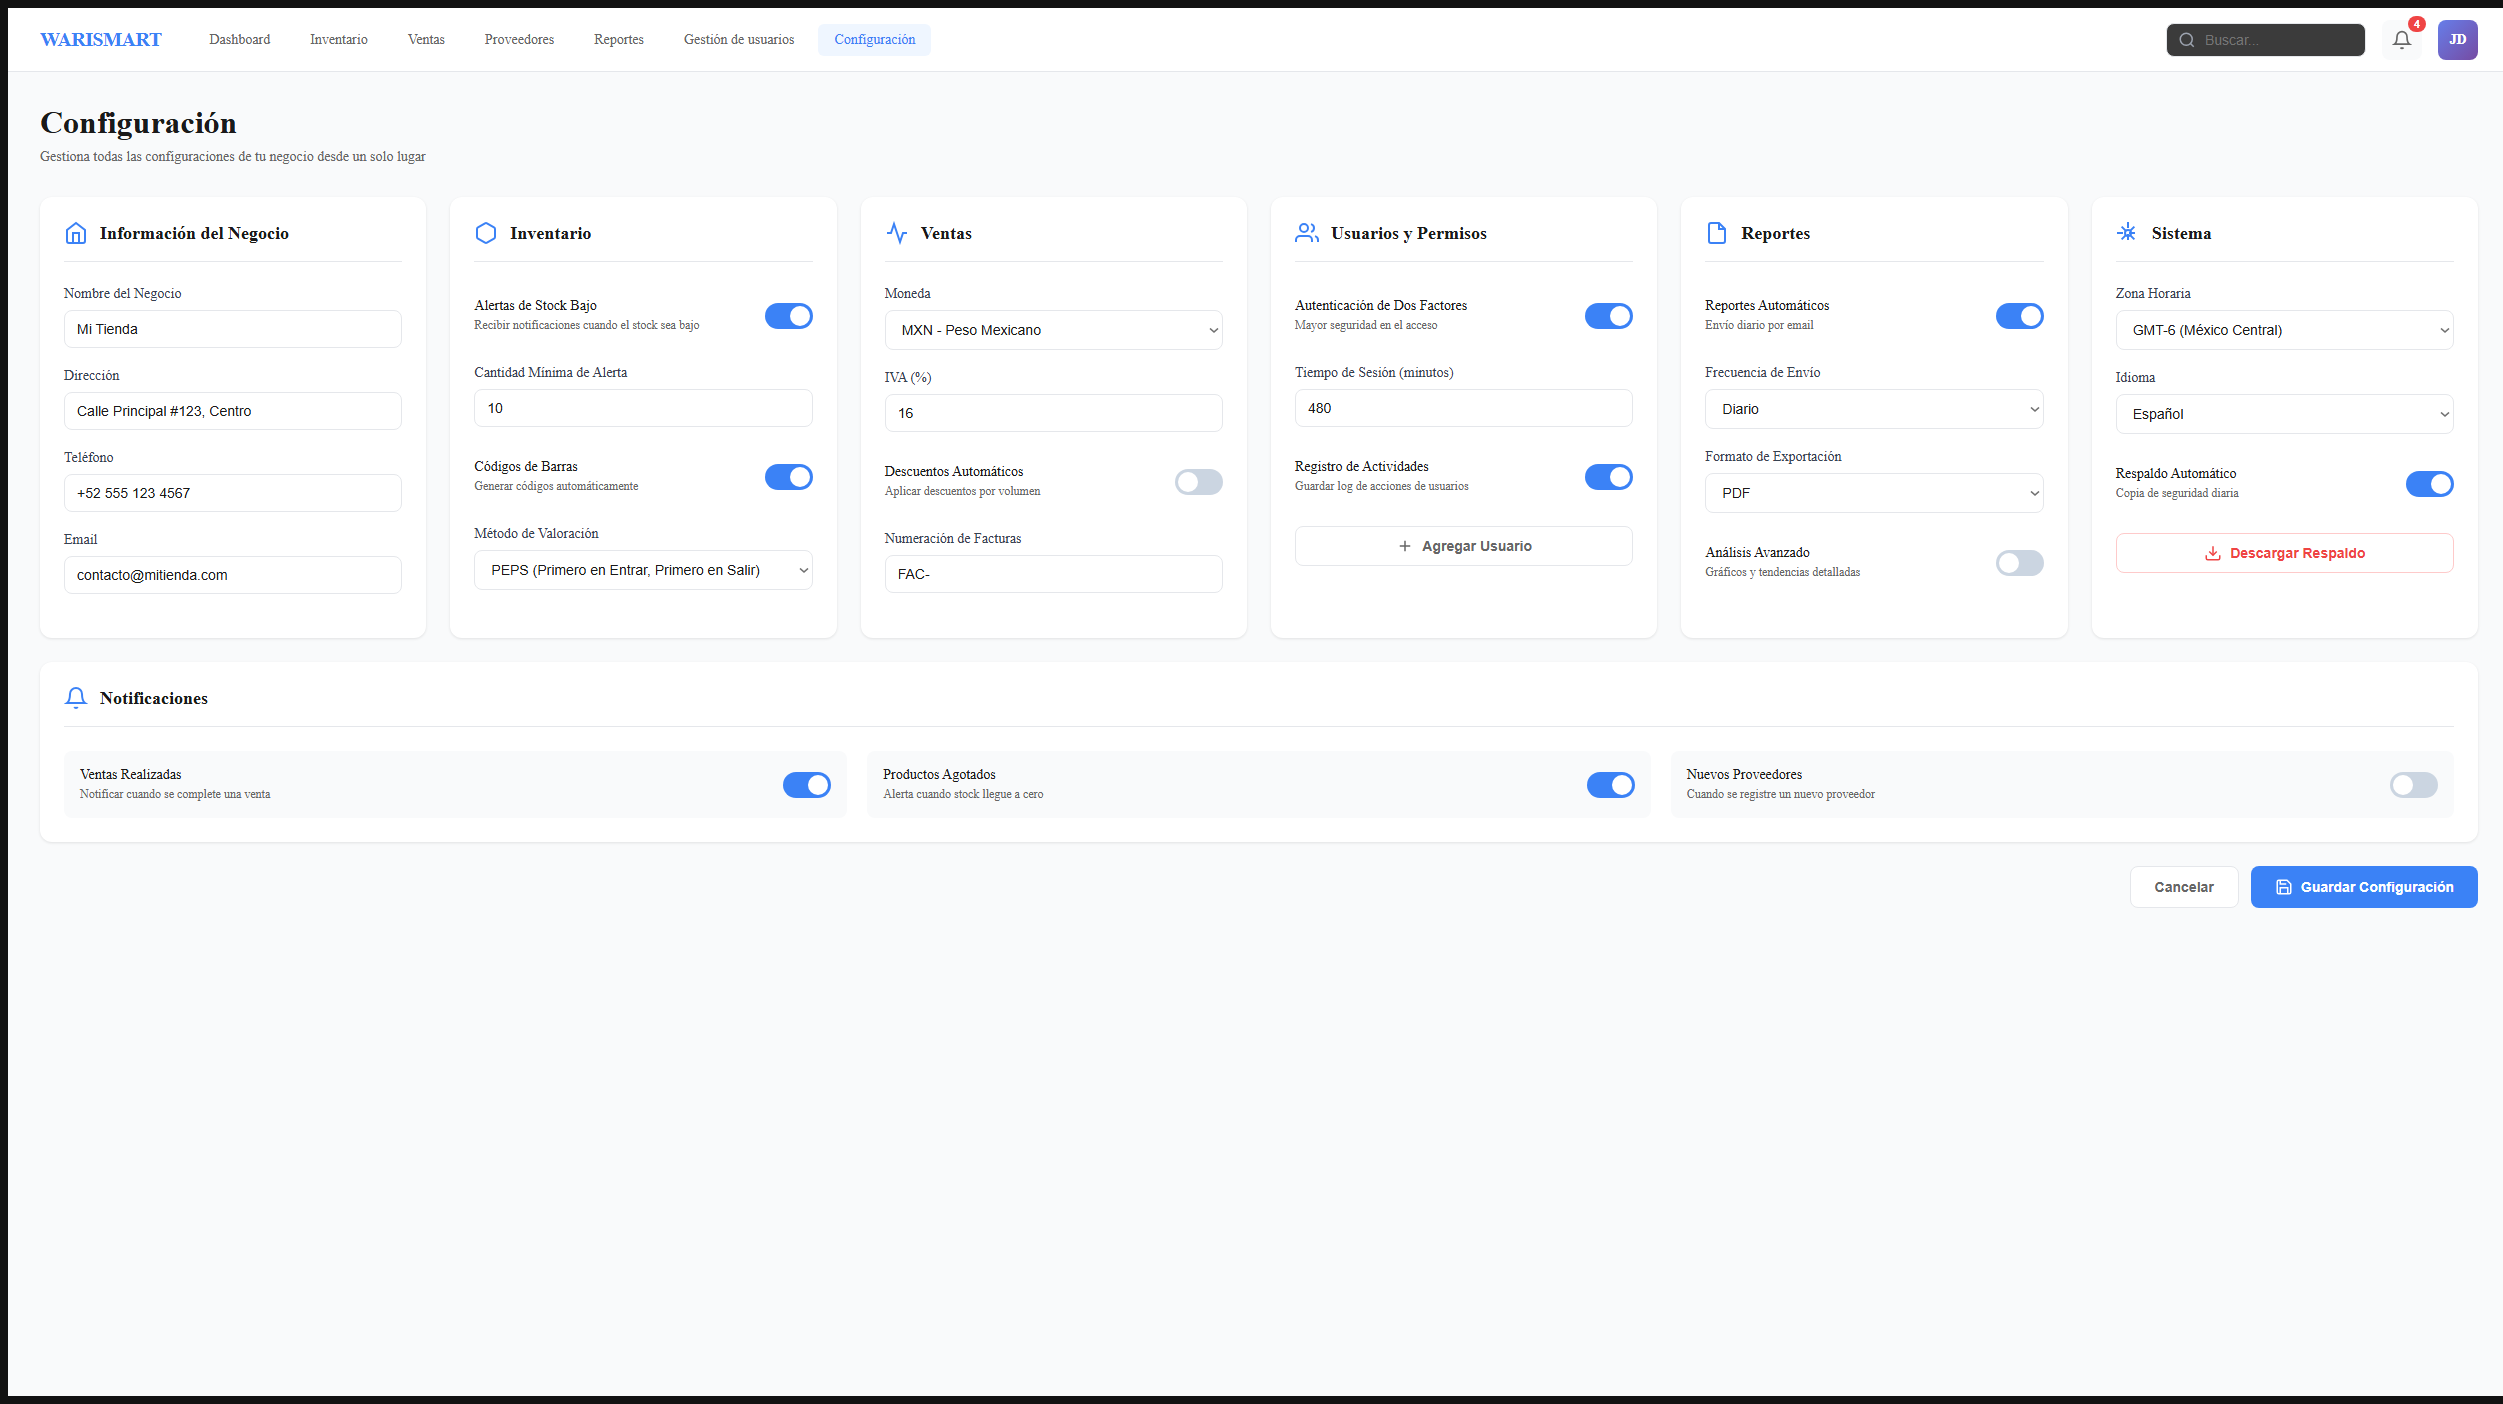 WARISMART Dashboard Inventario Ventas Proveedores Reportes Gestión de usuarios Configuración Buscar... 4 JD
Configuración
Gestiona todas las configuraciones de tu negocio desde un solo lugar
Información del Negocio
Nombre del Negocio
Mi Tienda
Dirección
Calle Principal #123, Centro
Teléfono
+52 555 123 4567
Email
contacto@mitienda.com
Inventario
Alertas de Stock Bajo
Recibir notificaciones cuando el stock sea bajo
Cantidad Mínima de Alerta
10
Códigos de Barras
Generar códigos automáticamente
Método de Valoración
PEPS (Primero en Entrar, Primero en Salir)
Ventas
Moneda
MXN - Peso Mexicano
IVA (%)
16
Descuentos Automáticos
Aplicar descuentos por volumen
Numeración de Facturas
FAC-
Usuarios y Permisos
Autenticación de Dos Factores
Mayor seguridad en el acceso
Tiempo de Sesión (minutos)
480
Registro de Actividades
Guardar log de acciones de usuarios
Agregar Usuario
Reportes
Reportes Automáticos
Envío diario por email
Frecuencia de Envío
Diario
Formato de Exportación
PDF
Análisis Avanzado
Gráficos y tendencias detalladas
Sistema
Zona Horaria
GMT-6 (México Central)
Idioma
Español
Respaldo Automático
Copia de seguridad diaria
Descargar Respaldo
Notificaciones
Ventas Realizadas
Notificar cuando se complete una venta
Productos Agotados
Alerta cuando stock llegue a cero
Nuevos Proveedores
Cuando se registre un nuevo proveedor
Cancelar
Guardar Configuración